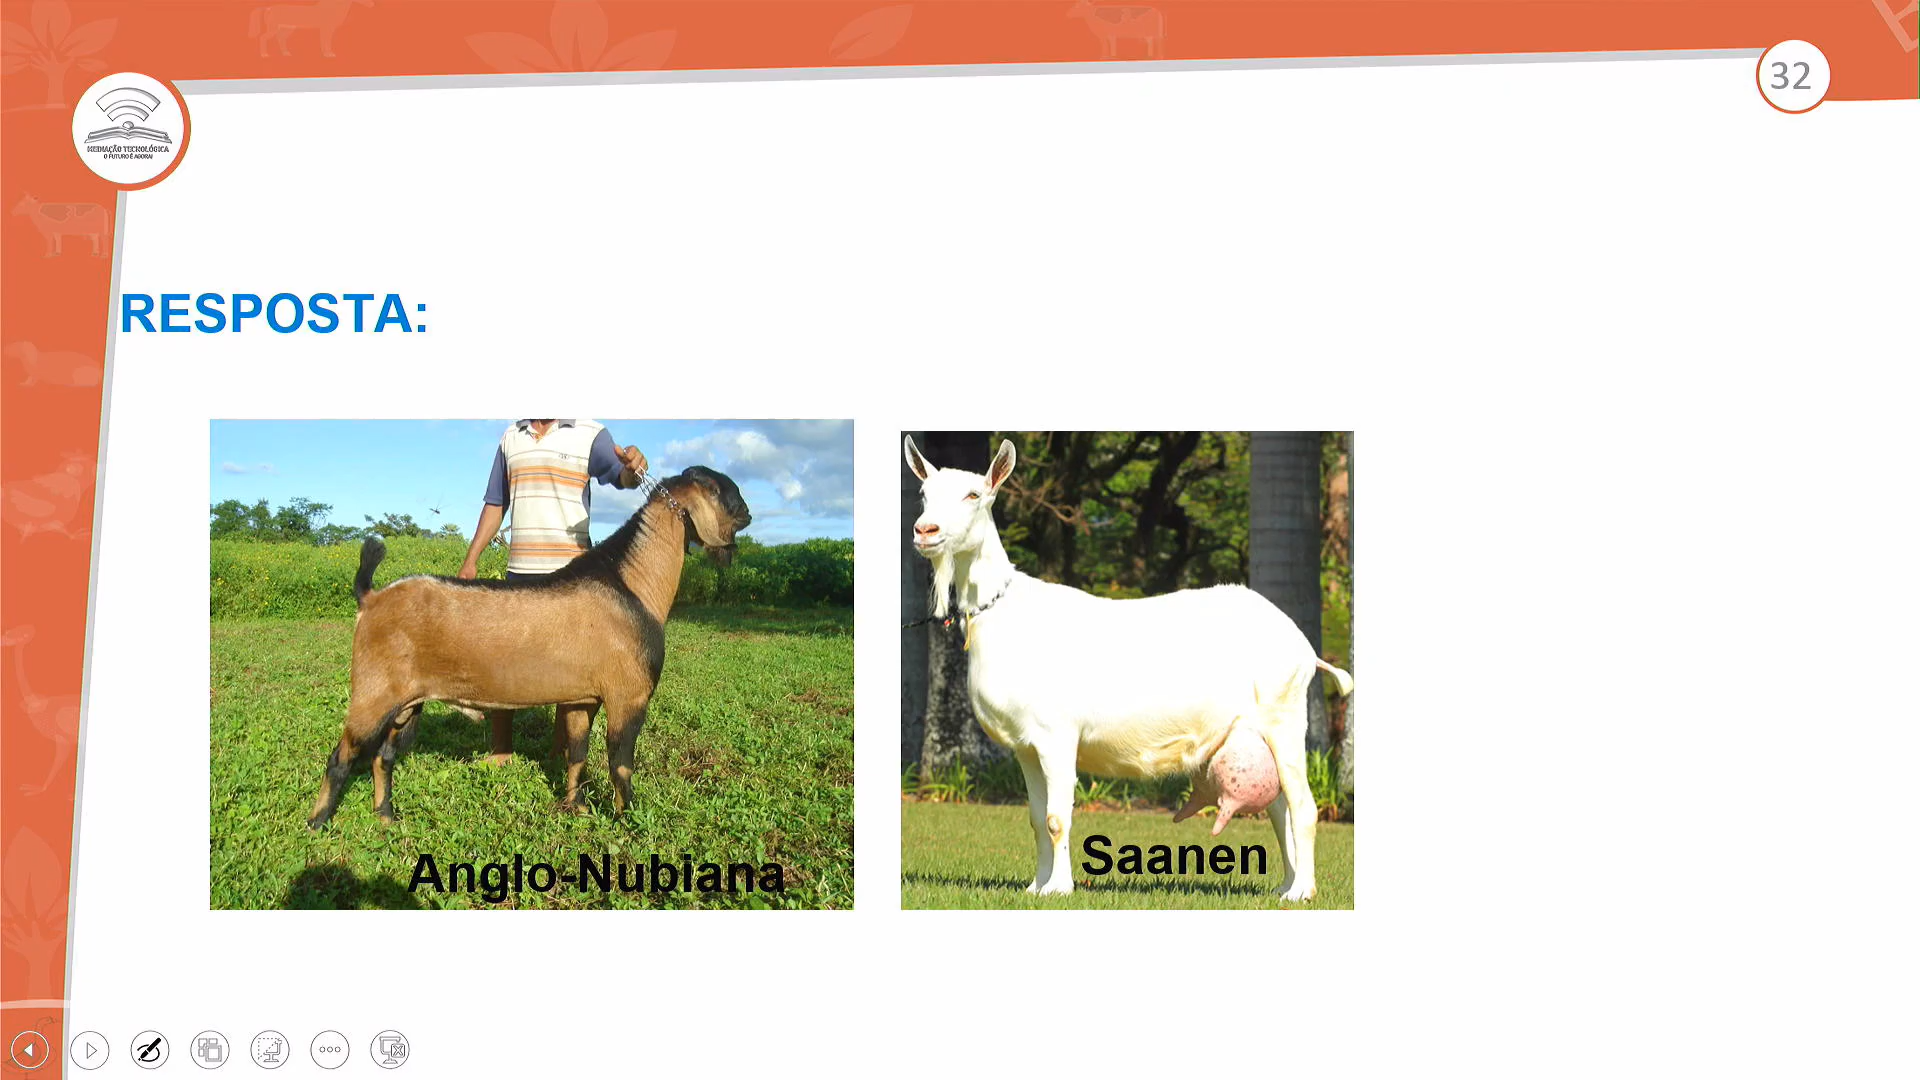 32
MEDIAÇÃO TECNOLÓGICA
O FUTURO É AGORA!
RESPOSTA:
Anglo-Nubiana
Saanen